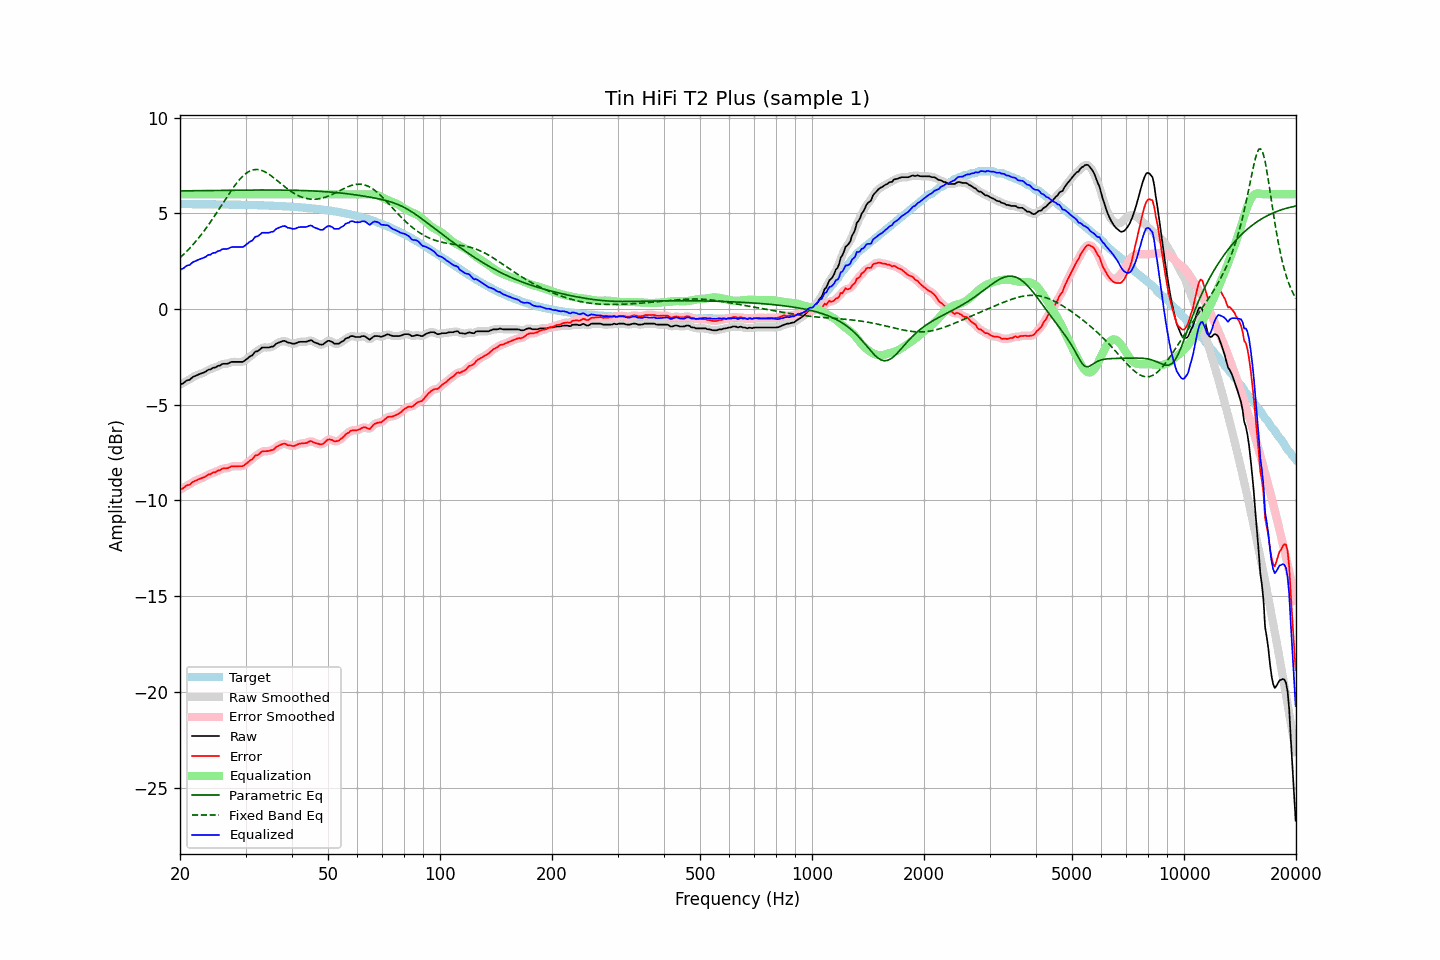 Tin HiFi T2 Plus (sample 1)
10
5
0
−5
−10
−15
−20
−25
Amplitude (dBr)
Target
Raw Smoothed
Error Smoothed
Raw
Error
Equalization
Parametric Eq
Fixed Band Eq
Equalized
20 50 100 200 500 1000 2000 5000 10000 20000
Frequency (Hz)